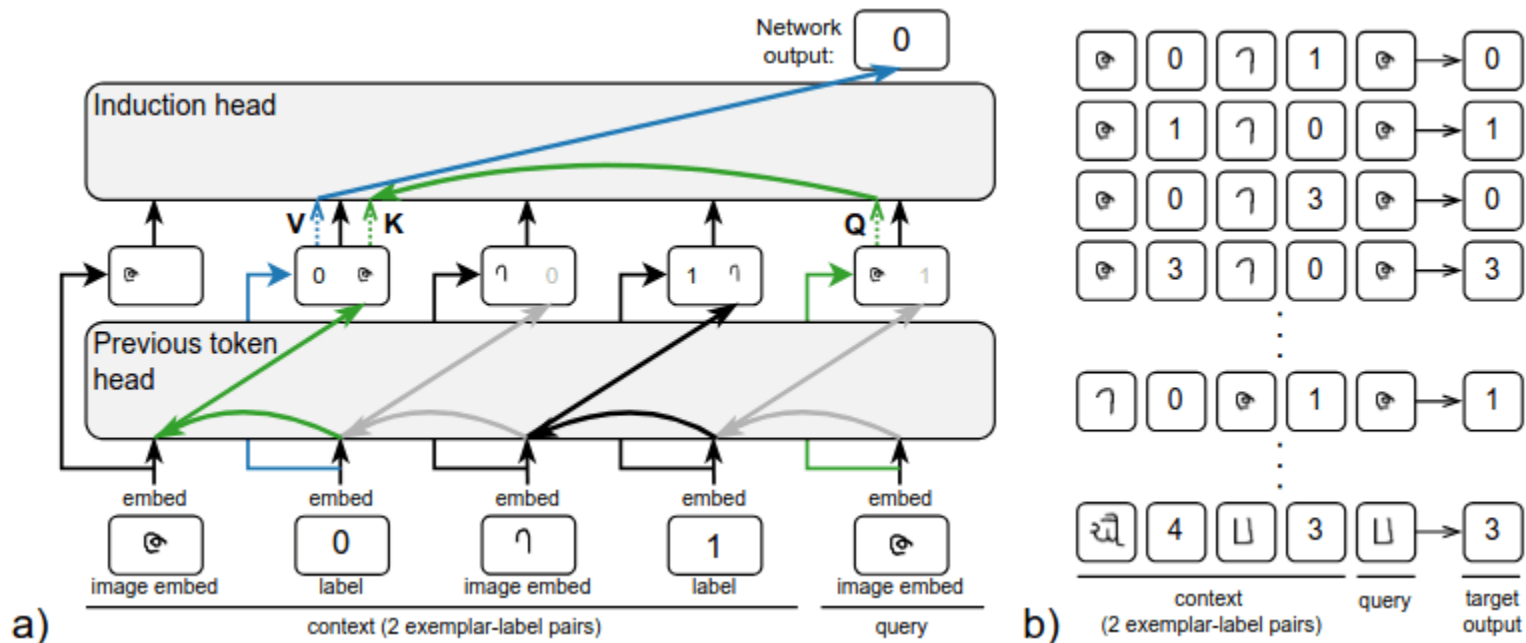 Network
output:
0
Induction head
V
K
Q
0
0
1
1
1
Previous token
head
embed
embed
embed
embed
embed
0
1
image embed
label
image embed
label
image embed
a)
context (2 exemplar-label pairs)
query
0
1
0
1
0
1
0
3
0
3
0
3
0
1
1
4
3
3
context
(2 exemplar-label pairs)
query
target
output
b)